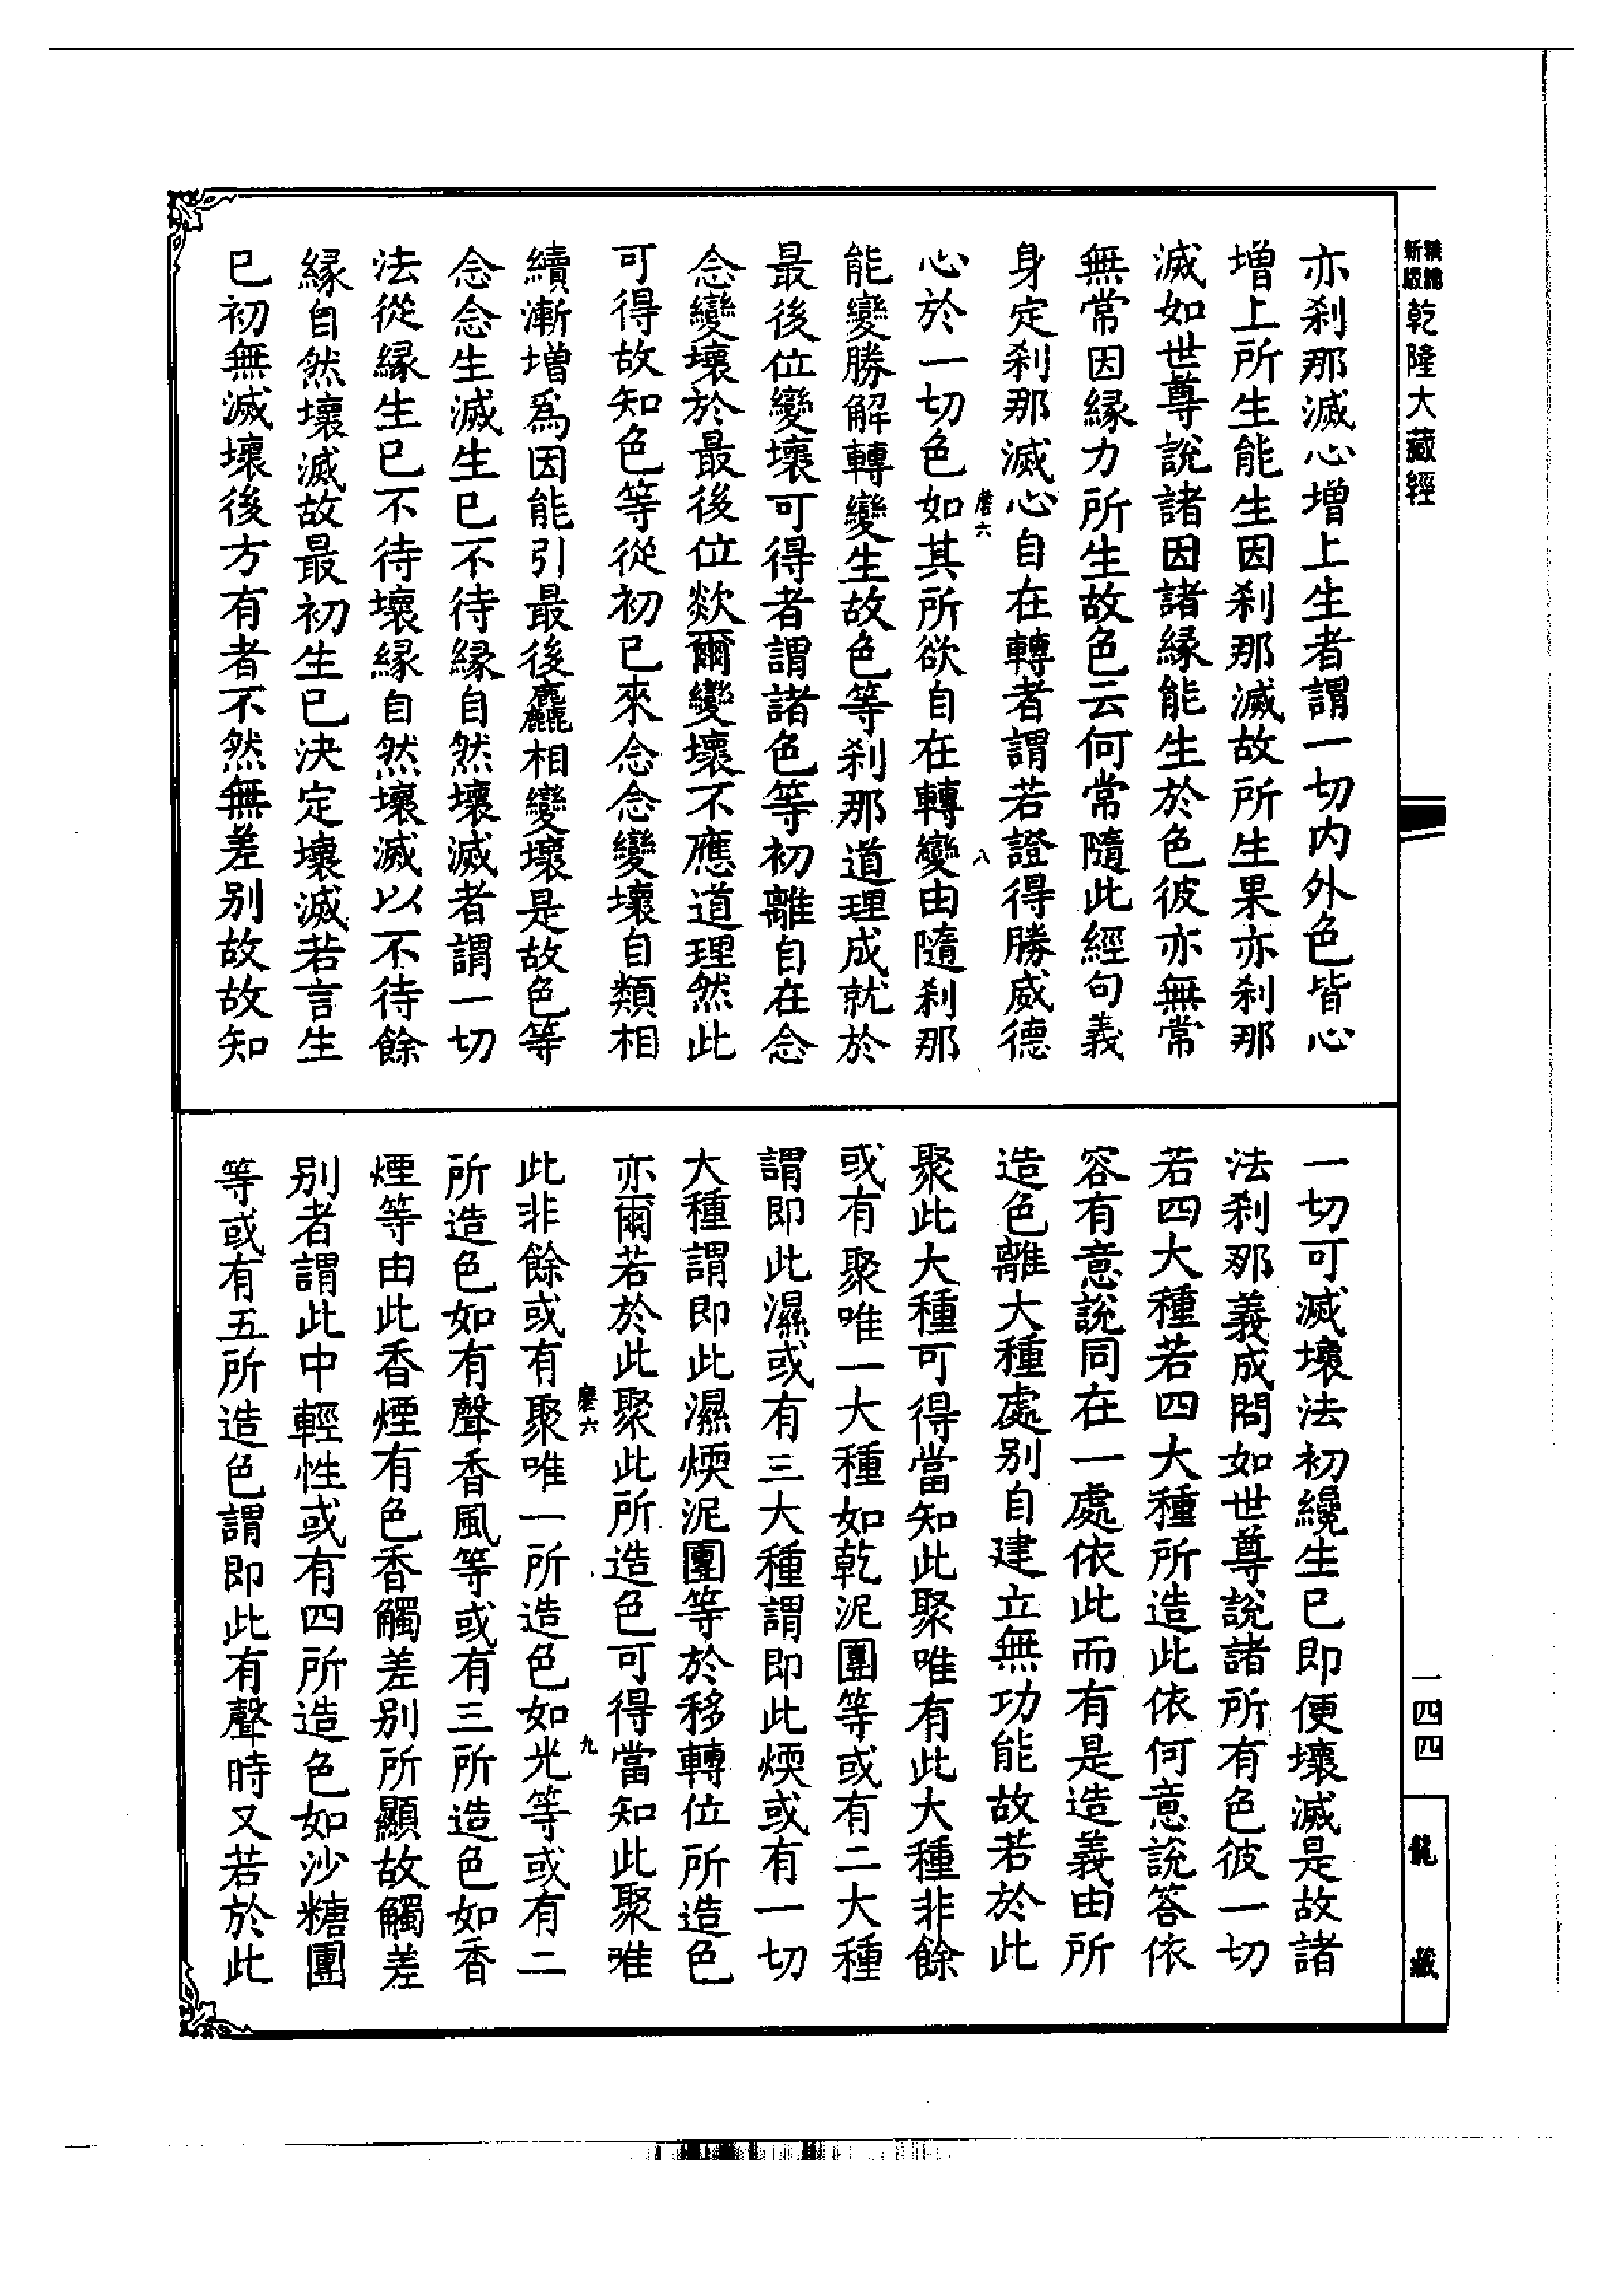 精裝新版 乾隆大藏經
亦刹那滅心增上生者謂一切內外色皆心
增上所生能生因刹那滅故所生果亦刹那
滅如世尊說諸因諸緣能生於色彼亦無常
無常因緣力所生故色云何常隨此經句義
身定刹那滅心自在轉者謂若證得勝威德
磨六 八
心於一切色如其所欲自在轉變由隨刹那
能變勝解轉變生故色等刹那道理成就於
最後位變壞可得者謂諸色等初離自在念
念變壞於最後位欻爾變壞不應道理然此
可得故知色等從初已來念念變壞自類相
續漸增爲因能引最後麤相變壞是故色等
念念生滅生已不待緣自然壞滅者謂一切
法從緣生已不待壞緣自然壞滅以不待餘
緣自然壞滅故最初生已決定壞滅若言生
已初無滅壞後方有者不然無差别故故知
一切可滅壞法初纔生已即便壞滅是故諸
法刹那義成問如世尊說諸所有色彼一切
若四大種若四大種所造此依何意說答依
容有意說同在一處依此而有是造義由所
造色離大種處别自建立無功能故若於此
聚此大種可得當知此聚唯有此大種非餘
或有聚唯一大種如乾泥團等或有二大種
謂即此濕或有三大種謂即此煗或有一切
大種謂即此濕煗泥團等於移轉位所造色
亦爾若於此聚此所造色可得當知此聚唯
磨六 九
此非餘或有聚唯一所造色如光等或有二
所造色如有聲香風等或有三所造色如香
煙等由此香煙有色香觸差别所顯故觸差
别者謂此中輕性或有四所造色如沙糖團
等或有五所造色謂即此有聲時又若於此
一四四
龍藏